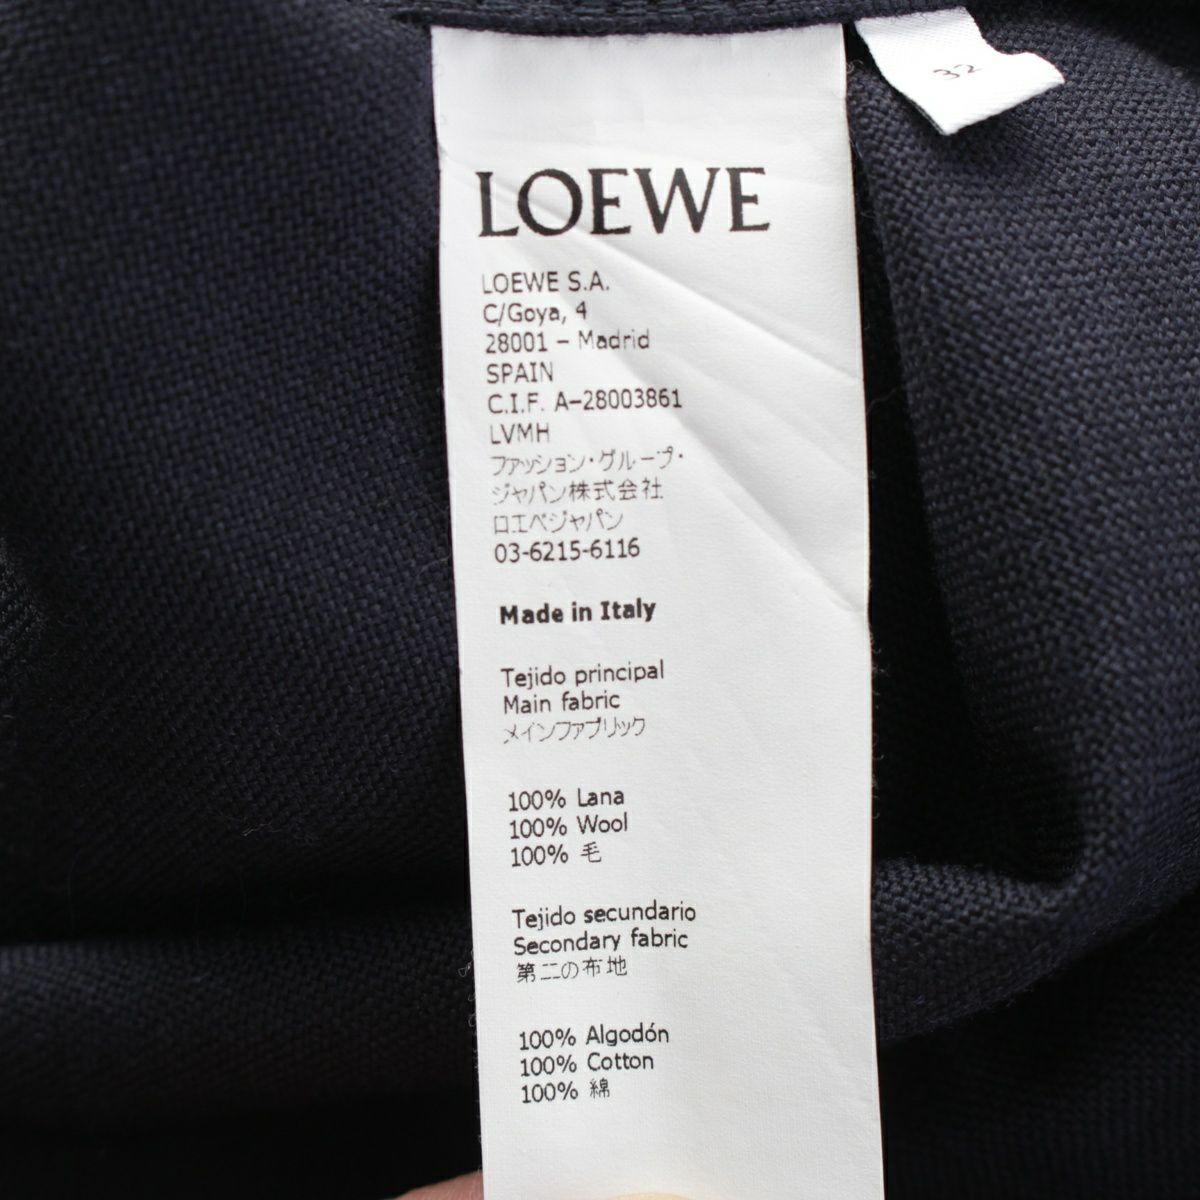 32
LOEWE
LOEWE S.A.
C/Goya, 4
28001 – Madrid
SPAIN
C.I.F. A–28003861
LVMH
ファッション・グループ・
ジャパン株式会社
ロエベジャパン
03-6215-6116
Made in Italy
Tejido principal
Main fabric
メインファブリック
100% Lana
100% Wool
100% 毛
Tejido secundario
Secondary fabric
第二の布地
100% Algodón
100% Cotton
100% 綿